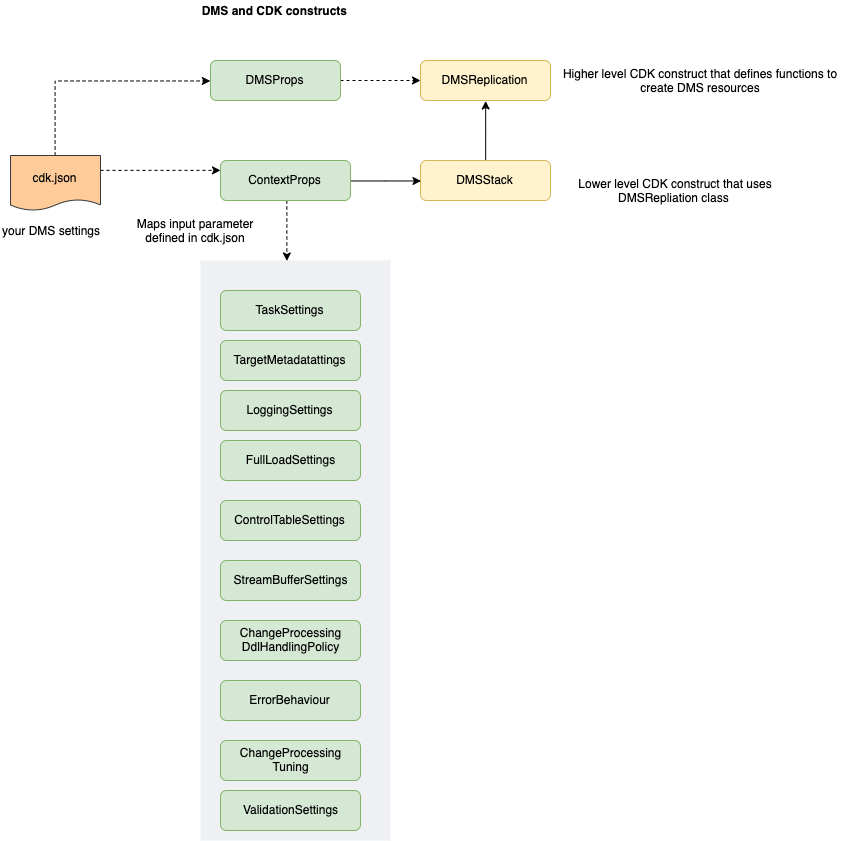 DMS and CDK constructs
DMSProps
DMSReplication
Higher level CDK construct that defines functions to
create DMS resources
cdk.json
ContextProps
DMSStack
Lower level CDK construct that uses
DMSRepliation class
your DMS settings
Maps input parameter
defined in cdk.json
TaskSettings
TargetMetadatattings
LoggingSettings
FullLoadSettings
ControlTableSettings
StreamBufferSettings
ChangeProcessing
DdlHandlingPolicy
ErrorBehaviour
ChangeProcessing
Tuning
ValidationSettings